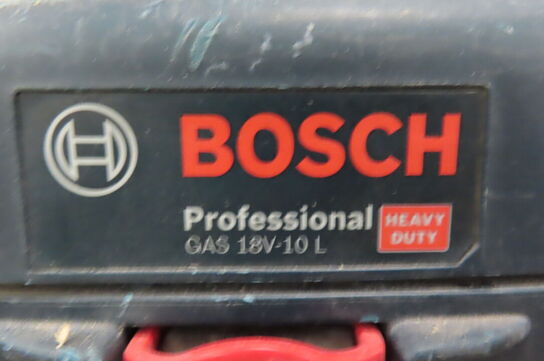 BOSCH
Professional HEAVY DUTY
GAS 18V-10 L